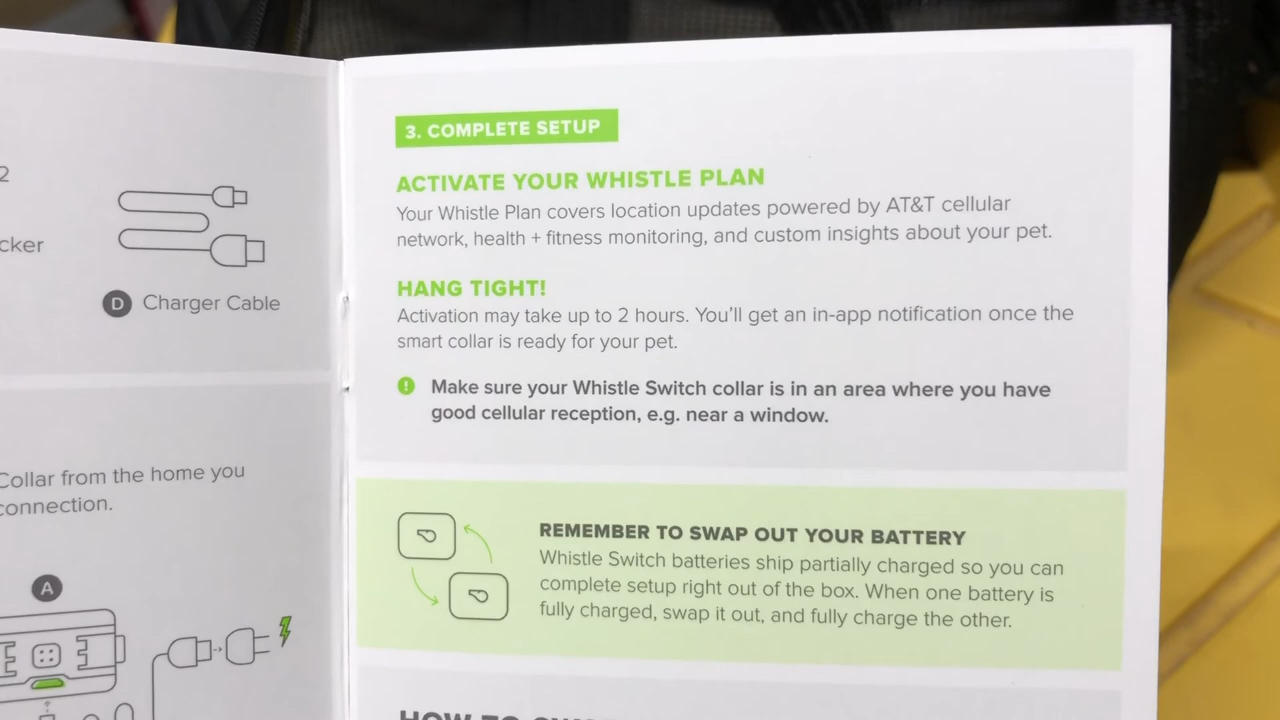 2
cker
D Charger Cable
Collar from the home you
connection.
A
3. COMPLETE SETUP
ACTIVATE YOUR WHISTLE PLAN
Your Whistle Plan covers location updates powered by AT&T cellular
network, health + fitness monitoring, and custom insights about your pet.
HANG TIGHT!
Activation may take up to 2 hours. You'll get an in-app notification once the
smart collar is ready for your pet.
! Make sure your Whistle Switch collar is in an area where you have
good cellular reception, e.g. near a window.
REMEMBER TO SWAP OUT YOUR BATTERY
Whistle Switch batteries ship partially charged so you can
complete setup right out of the box. When one battery is
fully charged, swap it out, and fully charge the other.
HOW TO